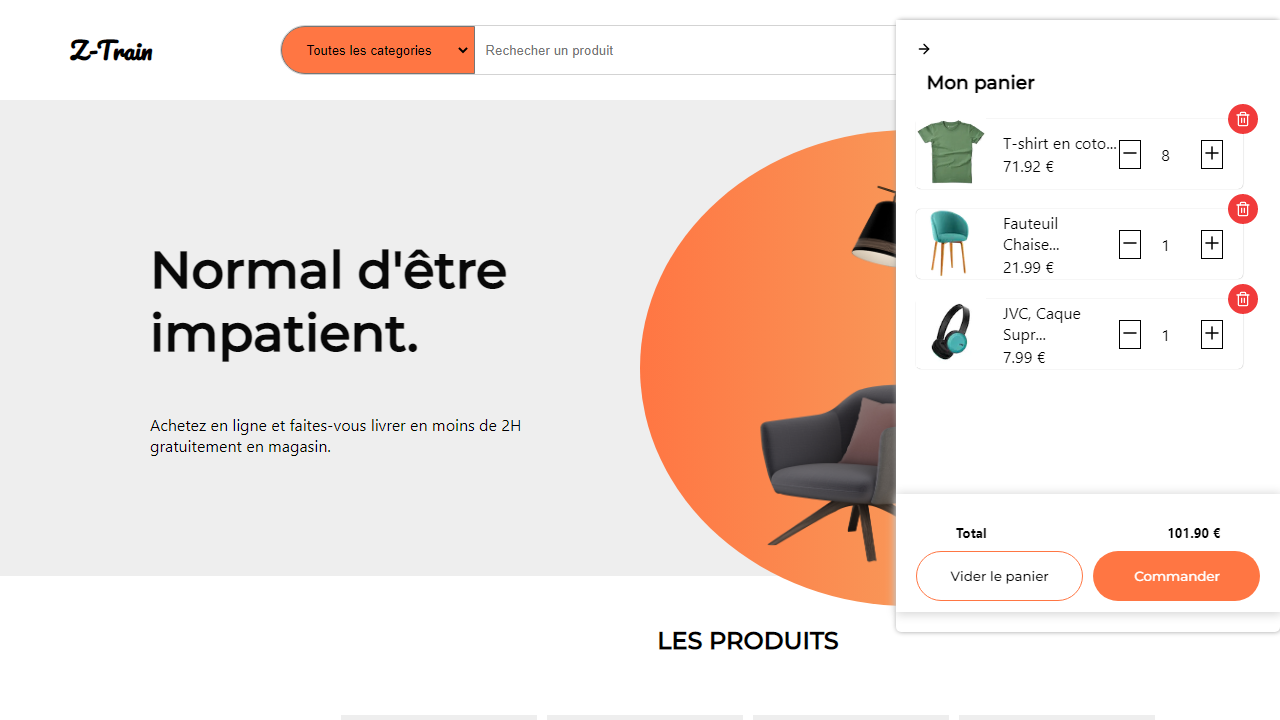 Z-Train
Toutes les categories
Rechecher un produit
Mon panier
T-shirt en coto...
71.92 €
8
Fauteuil
Chaise...
21.99 €
1
JVC, Caque
Supr...
7.99 €
1
Normal d'être
impatient.
Achetez en ligne et faites-vous livrer en moins de 2H
gratuitement en magasin.
Total 101.90 €
Vider le panier Commander
LES PRODUITS